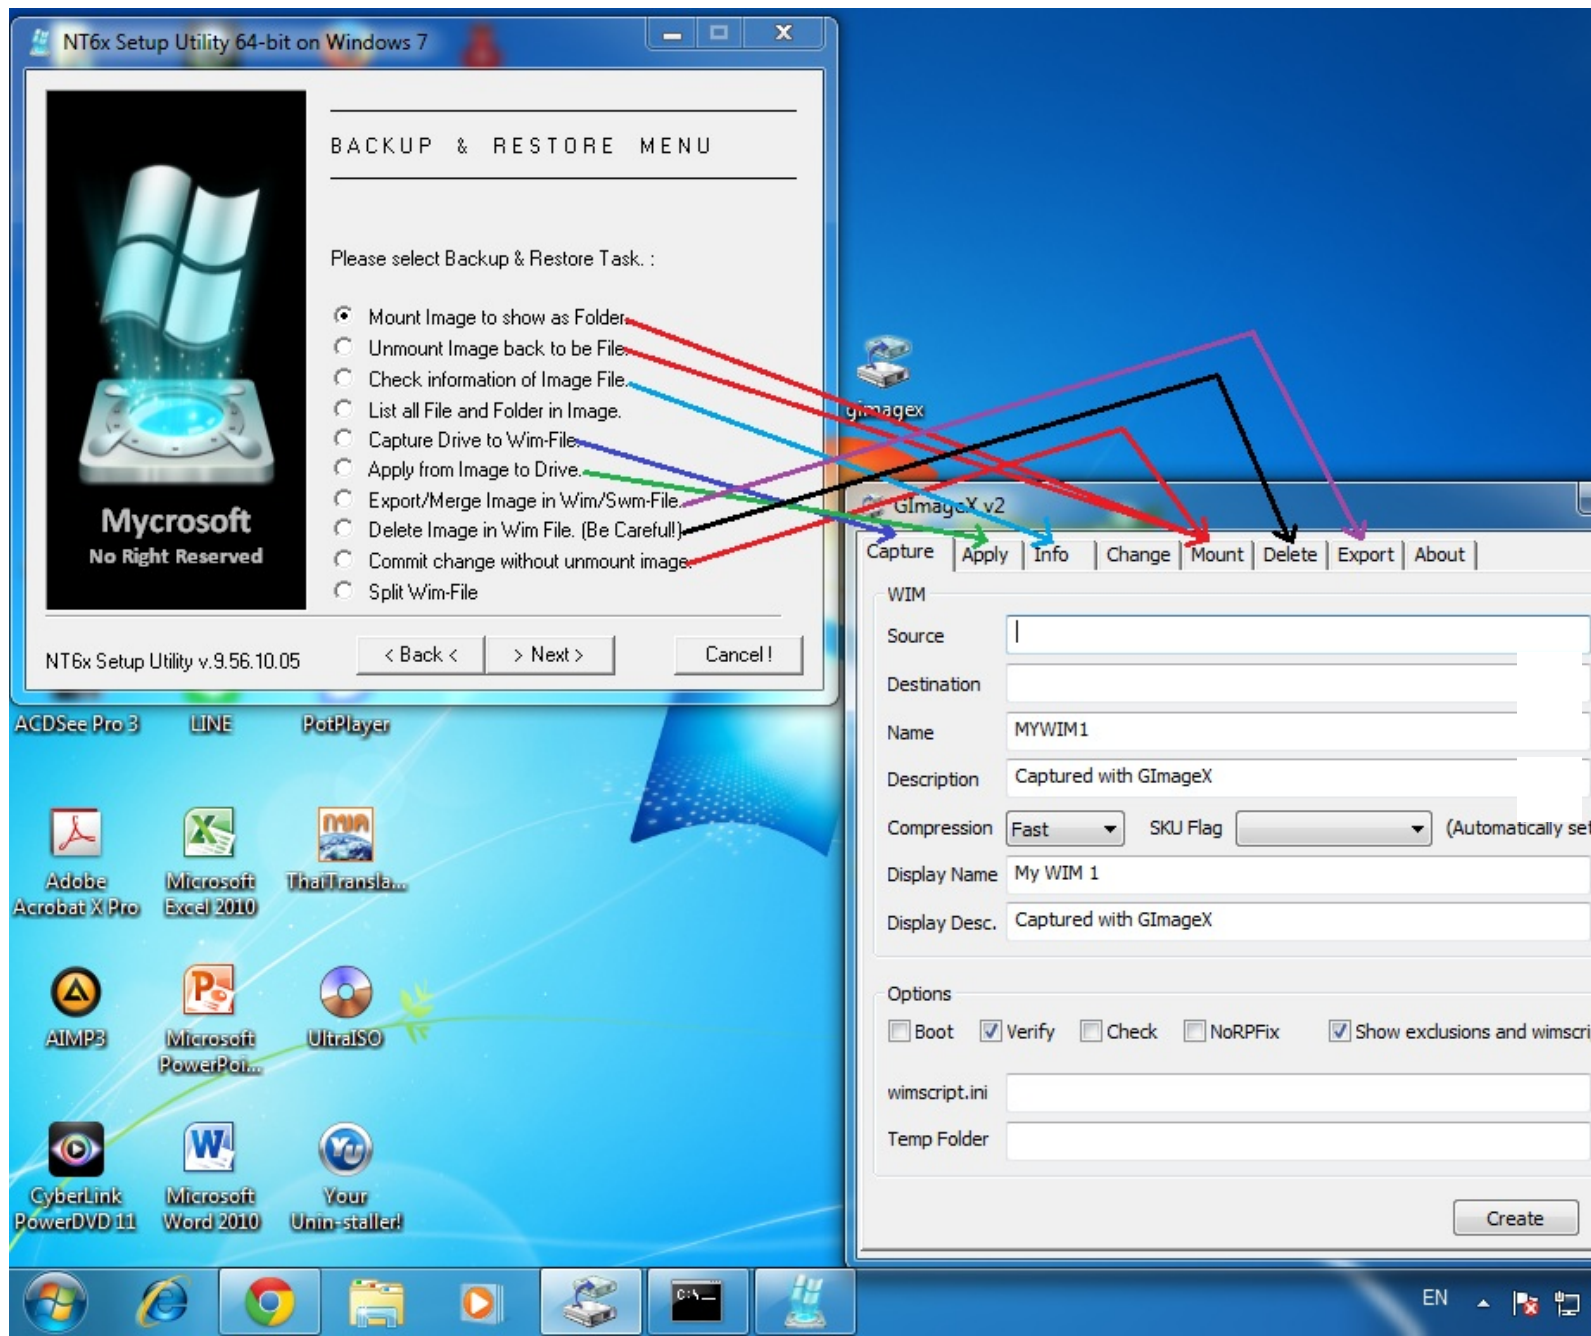 NT6x Setup Utility 64-bit on Windows 7
BACKUP & RESTORE MENU
Please select Backup & Restore Task. :
Mount Image to show as Folder.
Unmount Image back to be File.
Check information of Image File.
List all File and Folder in Image.
Capture Drive to Wim-File.
Apply from Image to Drive.
Export/Merge Image in Wim/Swm-File.
Delete Image in Wim File. (Be Careful!)
Commit change without unmount image.
Split Wim-File
Mycrosoft
No Right Reserved
NT6x Setup Utility v.9.56.10.05
< Back <
> Next >
Cancel !
gimagex
GImageX v2
Capture Apply Info Change Mount Delete Export About
WIM
Source
Destination
Name MYWIM1
Description Captured with GImageX
Compression Fast SKU Flag (Automatically set
Display Name My WIM 1
Display Desc. Captured with GImageX
Options
Boot Verify Check NoRPFix Show exclusions and wimscri
wimscript.ini
Temp Folder
Create
ACDSee Pro 3 LINE PotPlayer
Adobe Acrobat X Pro
Microsoft Excel 2010
ThaiTransla...
AIMP3
Microsoft PowerPoi...
UltraISO
CyberLink PowerDVD 11
Microsoft Word 2010
Your Unin-staller!
C:\_
EN